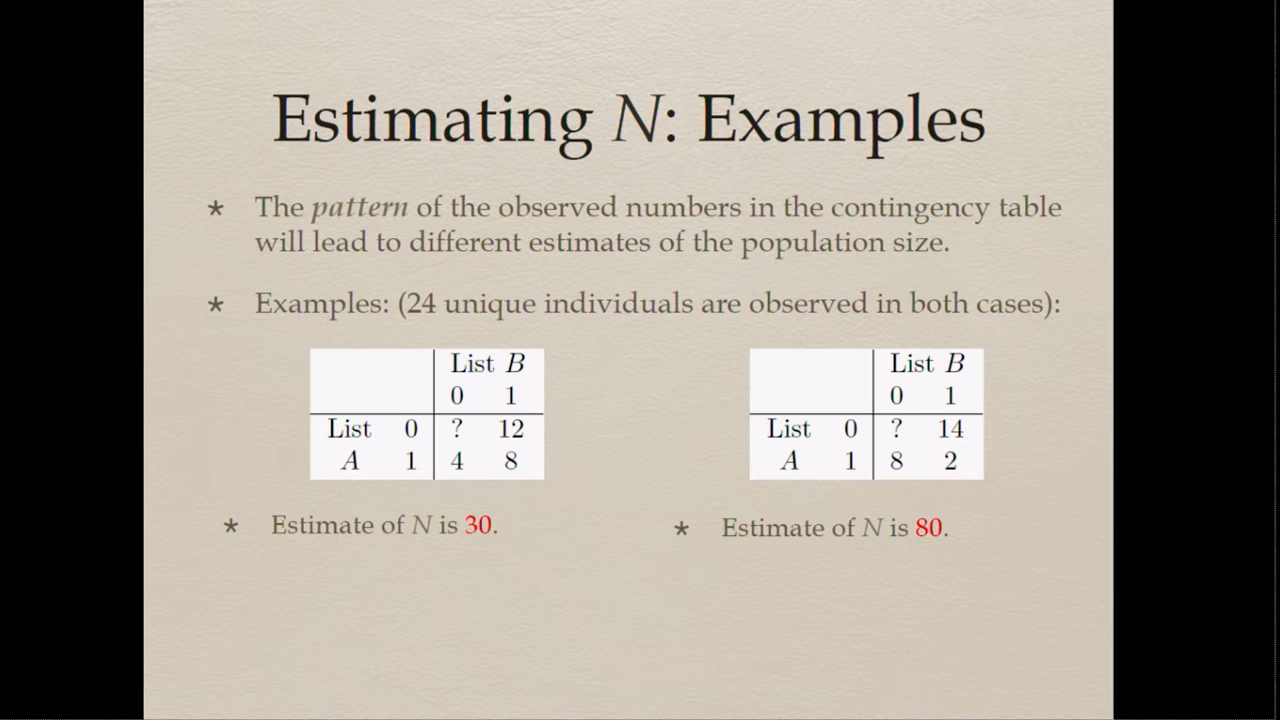 Estimating N: Examples
* The pattern of the observed numbers in the contingency table
will lead to different estimates of the population size.
* Examples: (24 unique individuals are observed in both cases):
List B
0 1
List 0 ? 12
A 1 4 8
* Estimate of N is 30.
List B
0 1
List 0 ? 14
A 1 8 2
* Estimate of N is 80.